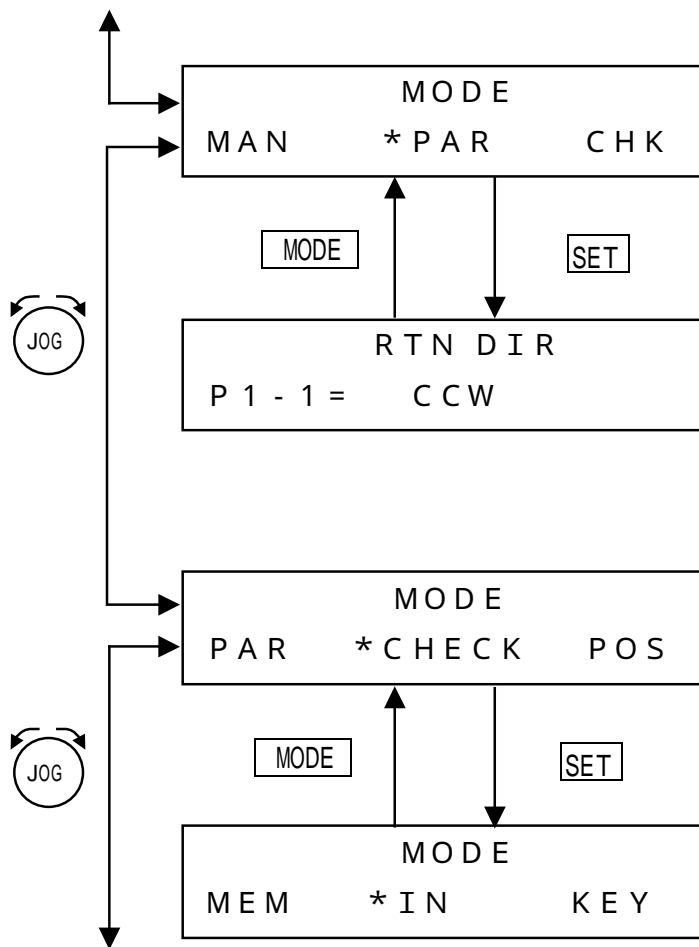 MODE
MAN *PAR CHK
MODE SET
JOG
RTN DIR
P1-1= CCW
MODE
PAR *CHECK POS
MODE SET
JOG
MODE
MEM *IN KEY